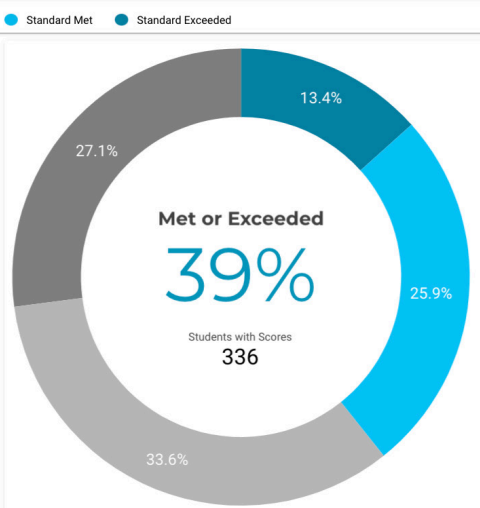 Standard Met Standard Exceeded
13.4%
27.1%
Met or Exceeded
39%
25.9%
Students with Scores
336
33.6%